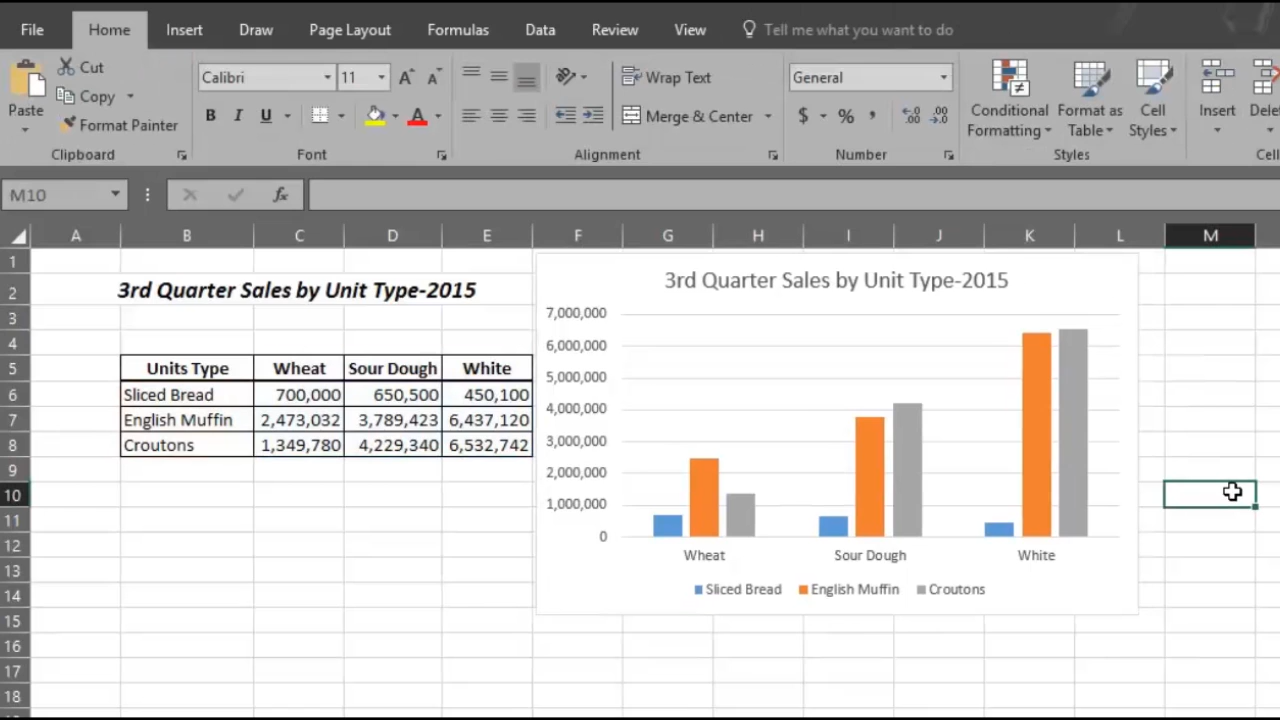 File Home Insert Draw Page Layout Formulas Data Review View Tell me what you want to do
Cut
Copy
Format Painter
Paste
Clipboard
Calibri 11
B I U
Font
Wrap Text
Merge & Center
Alignment
General
$ % ,
Number
Conditional Formatting
Format as Table
Cell Styles
Styles
Insert
M10 fx
A B C D E F G H I J K L M
1
2 3rd Quarter Sales by Unit Type-2015
3
4
5 Units Type Wheat Sour Dough White
6 Sliced Bread 700,000 650,500 450,100
7 English Muffin 2,473,032 3,789,423 6,437,120
8 Croutons 1,349,780 4,229,340 6,532,742
9
10
11
12
13
14
15
16
17
18
3rd Quarter Sales by Unit Type-2015
7,000,000
6,000,000
5,000,000
4,000,000
3,000,000
2,000,000
1,000,000
0
Wheat Sour Dough White
Sliced Bread English Muffin Croutons